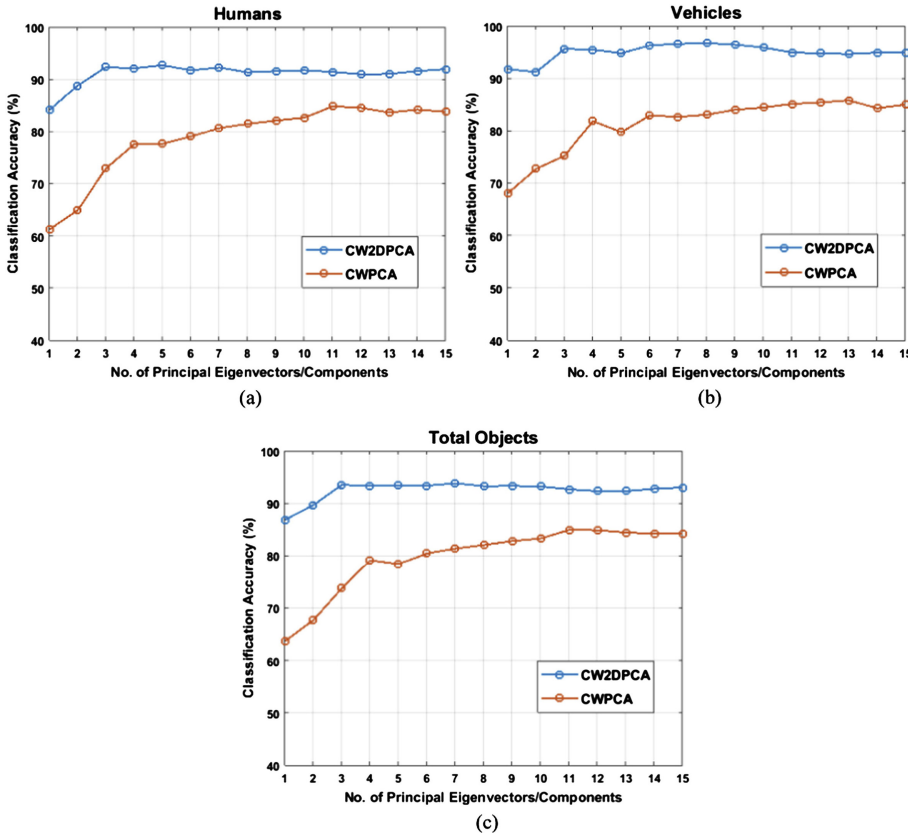 Humans
100
90
80
70
60
50
40
Classification Accuracy (%)
CW2DPCA
CWPCA
1 2 3 4 5 6 7 8 9 10 11 12 13 14 15
No. of Principal Eigenvectors/Components
(a)
Vehicles
100
90
80
70
60
50
40
Classification Accuracy (%)
CW2DPCA
CWPCA
1 2 3 4 5 6 7 8 9 10 11 12 13 14 15
No. of Principal Eigenvectors/Components
(b)
Total Objects
100
90
80
70
60
50
40
Classification Accuracy (%)
CW2DPCA
CWPCA
1 2 3 4 5 6 7 8 9 10 11 12 13 14 15
No. of Principal Eigenvectors/Components
(c)